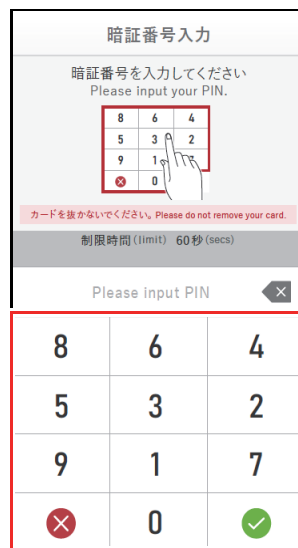 暗証番号入力
暗証番号を入力してください
Please input your PIN.
8 6 4
5 3 2
9 1
0
カードを抜かないでください。Please do not remove your card.
制限時間(limit) 60秒(secs)
Please input PIN
8 6 4
5 3 2
9 1 7
0